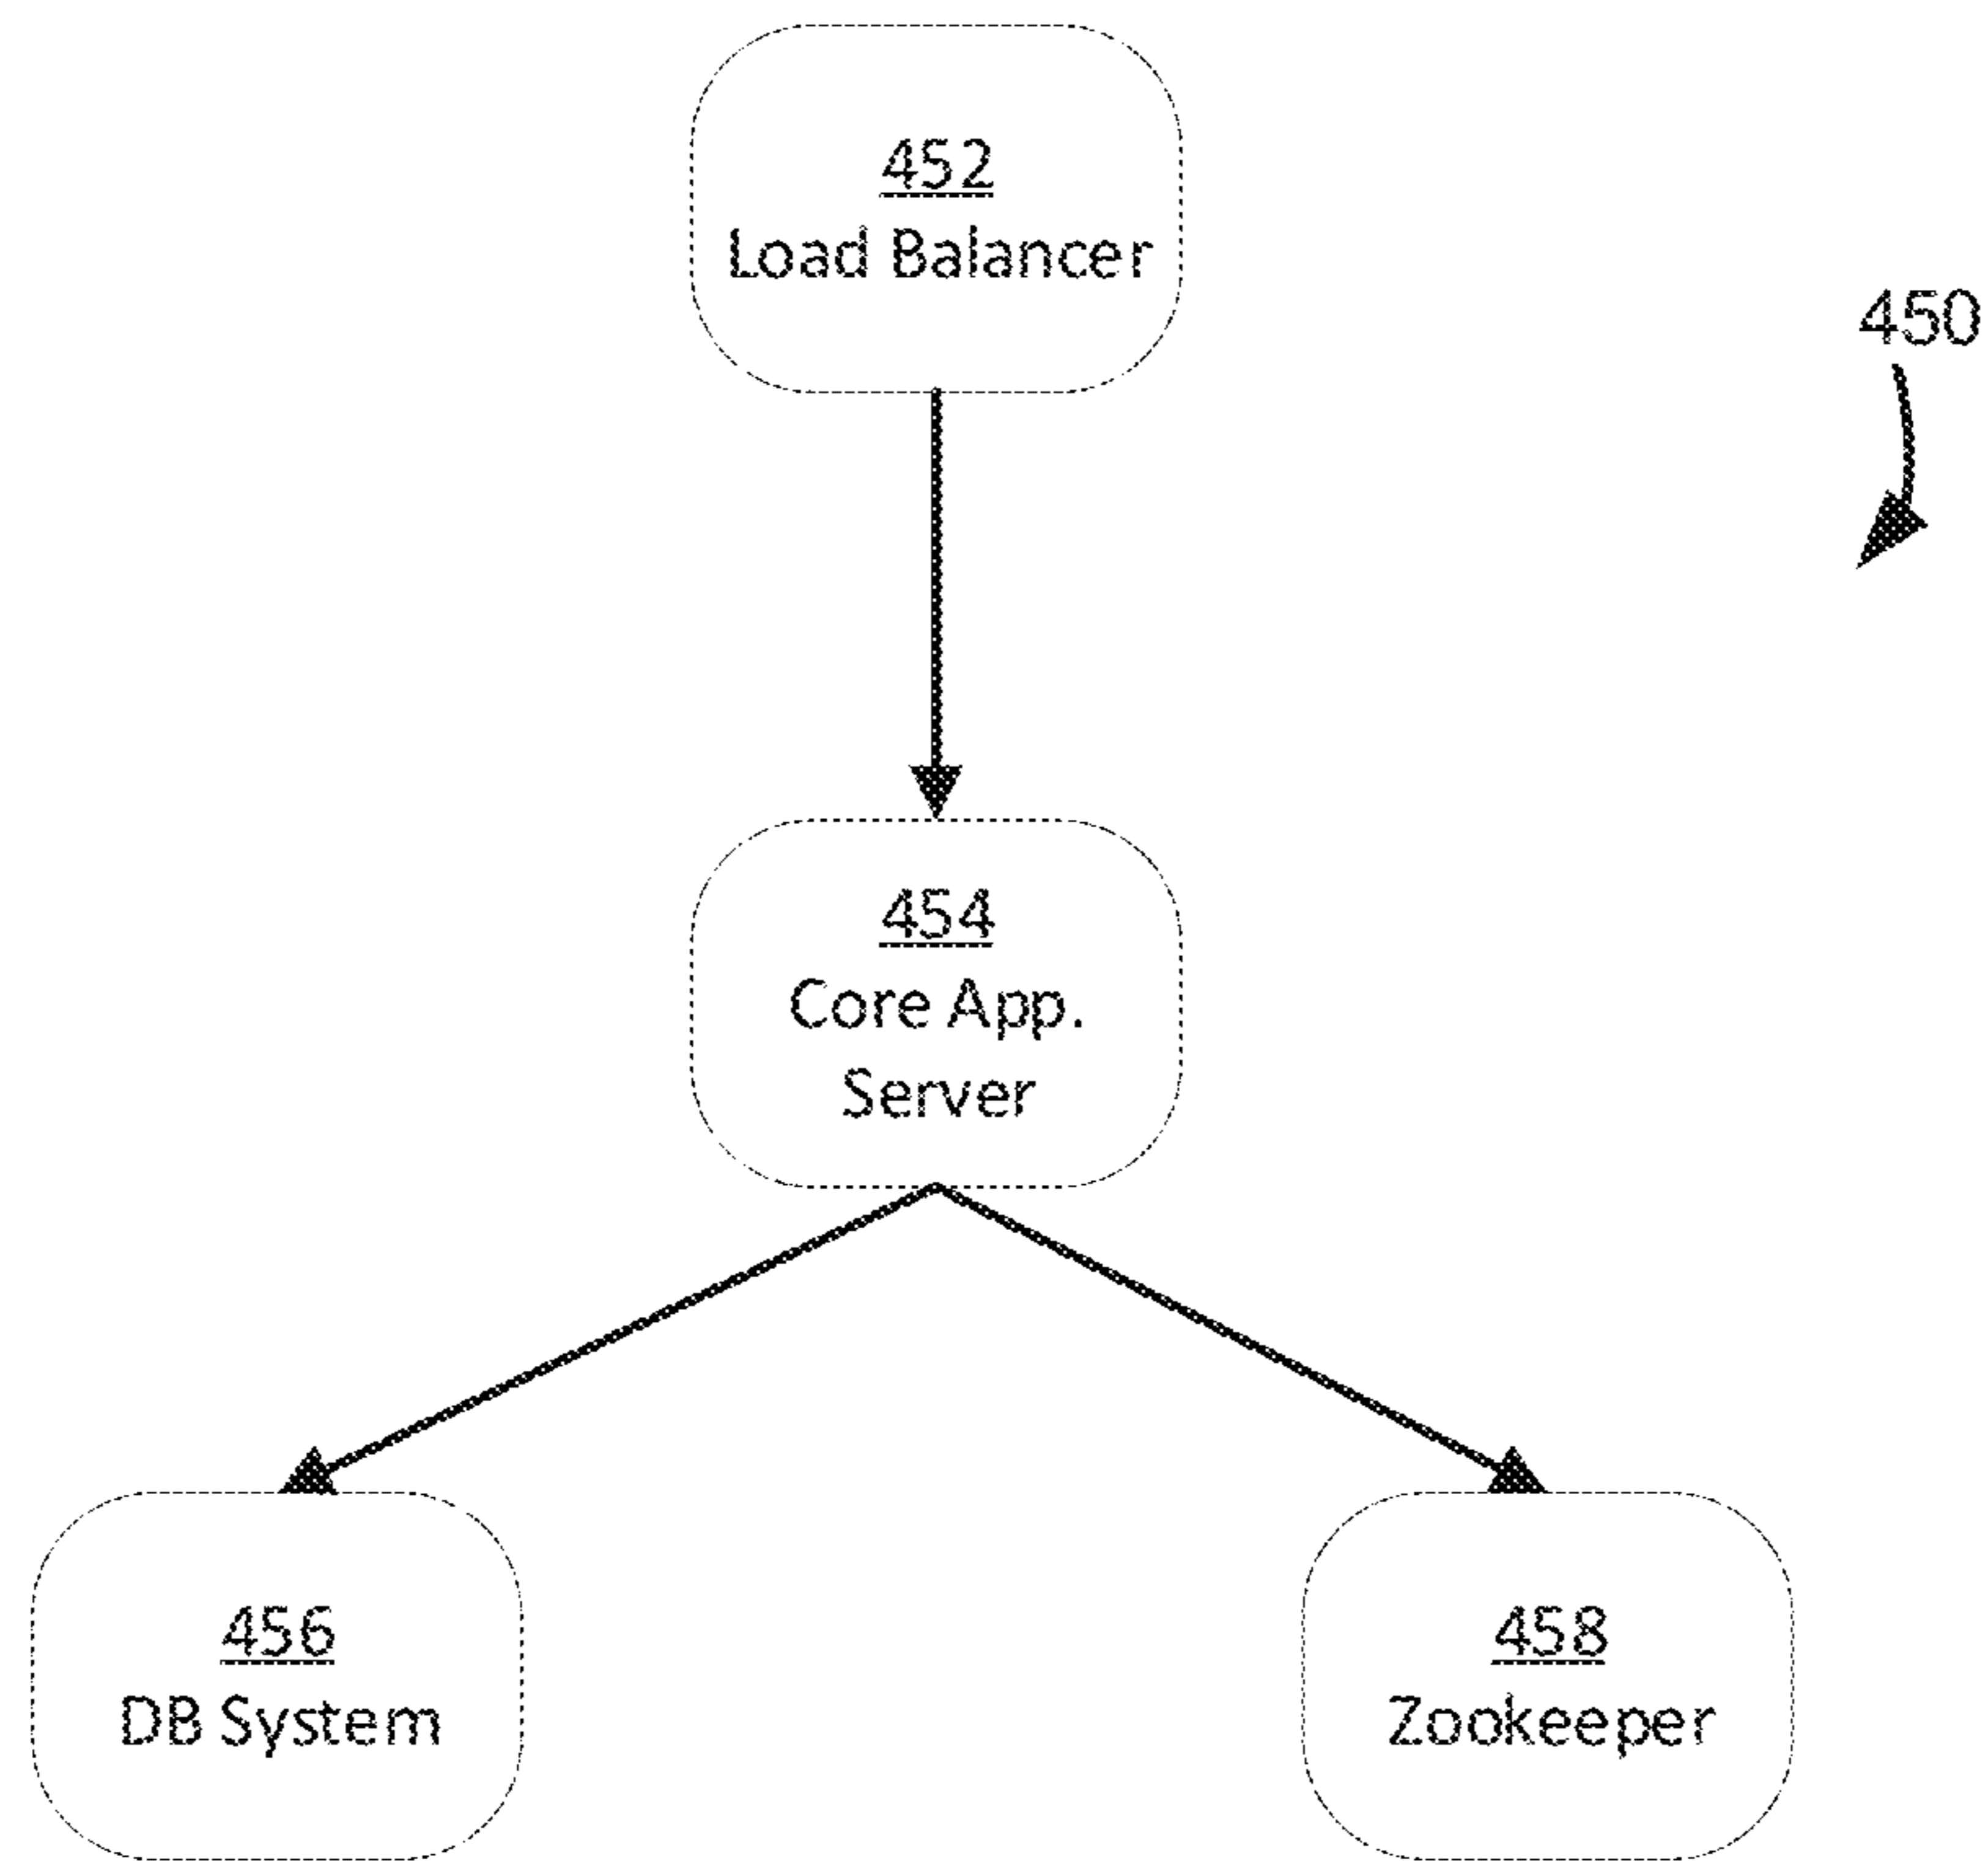 452
Load Balancer
450
454
Core App.
Server
456
DB System
458
Zookeeper